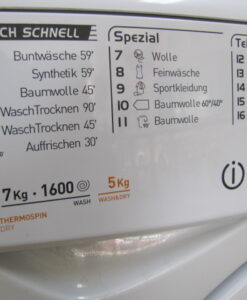 CH SCHNELL
Buntwäsche 59'
Synthetik 59'
Baumwolle 45'
WaschTrocknen 90'
WaschTrocknen 45'
Auffrischen 30'
Spezial
7 Wolle
8 Feinwäsche
9 Sportkleidung
10 Baumwolle 60°/40°
11 Baumwolle
Te
12
13
14
15
16
7Kg · 1600
WASH
5Kg
WASH&DRY
THERMOSPIN
DRY